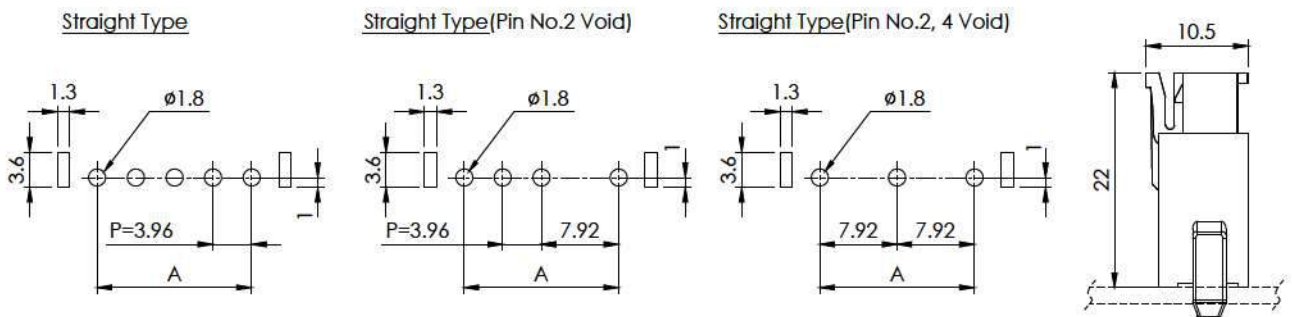 Straight Type
Straight Type(Pin No.2 Void)
Straight Type(Pin No.2, 4 Void)
10.5
1.3
ø1.8
3.6
1
P=3.96
A
1.3
ø1.8
3.6
1
P=3.96
7.92
A
1.3
ø1.8
3.6
1
7.92
7.92
A
22